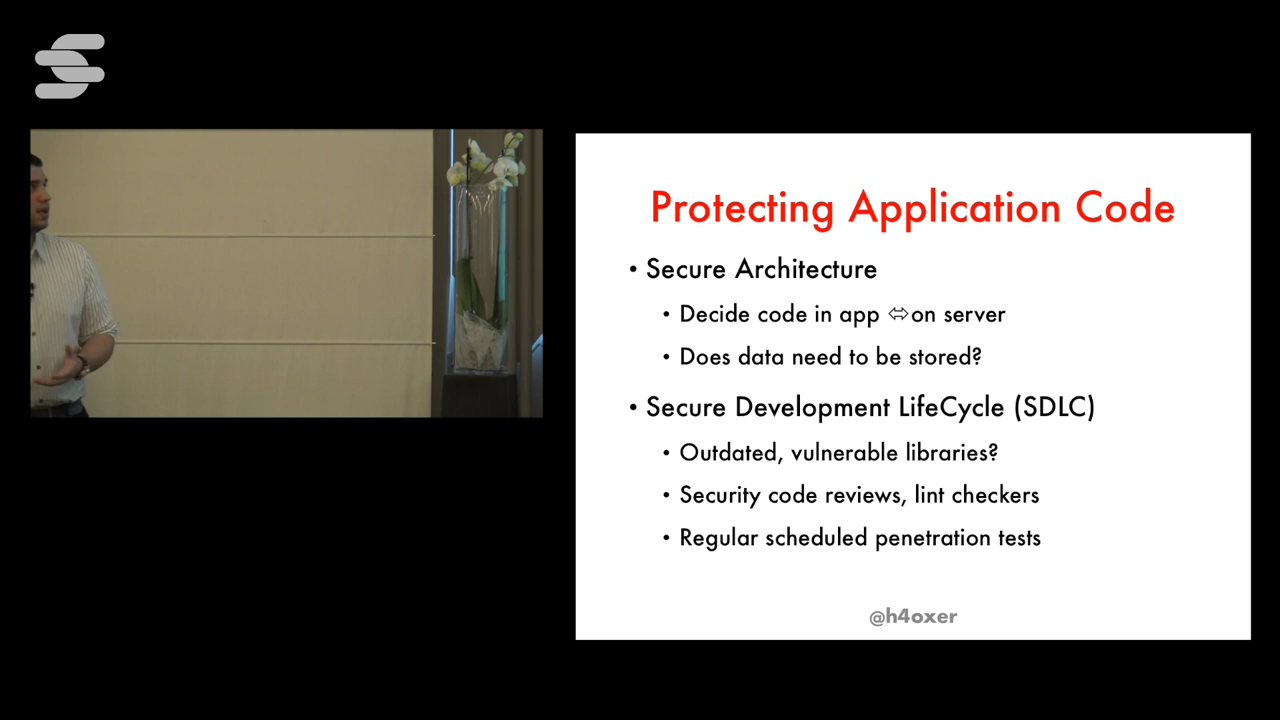 Protecting Application Code
• Secure Architecture
• Decide code in app ⇔ on server
• Does data need to be stored?
• Secure Development LifeCycle (SDLC)
• Outdated, vulnerable libraries?
• Security code reviews, lint checkers
• Regular scheduled penetration tests
@h4oxer